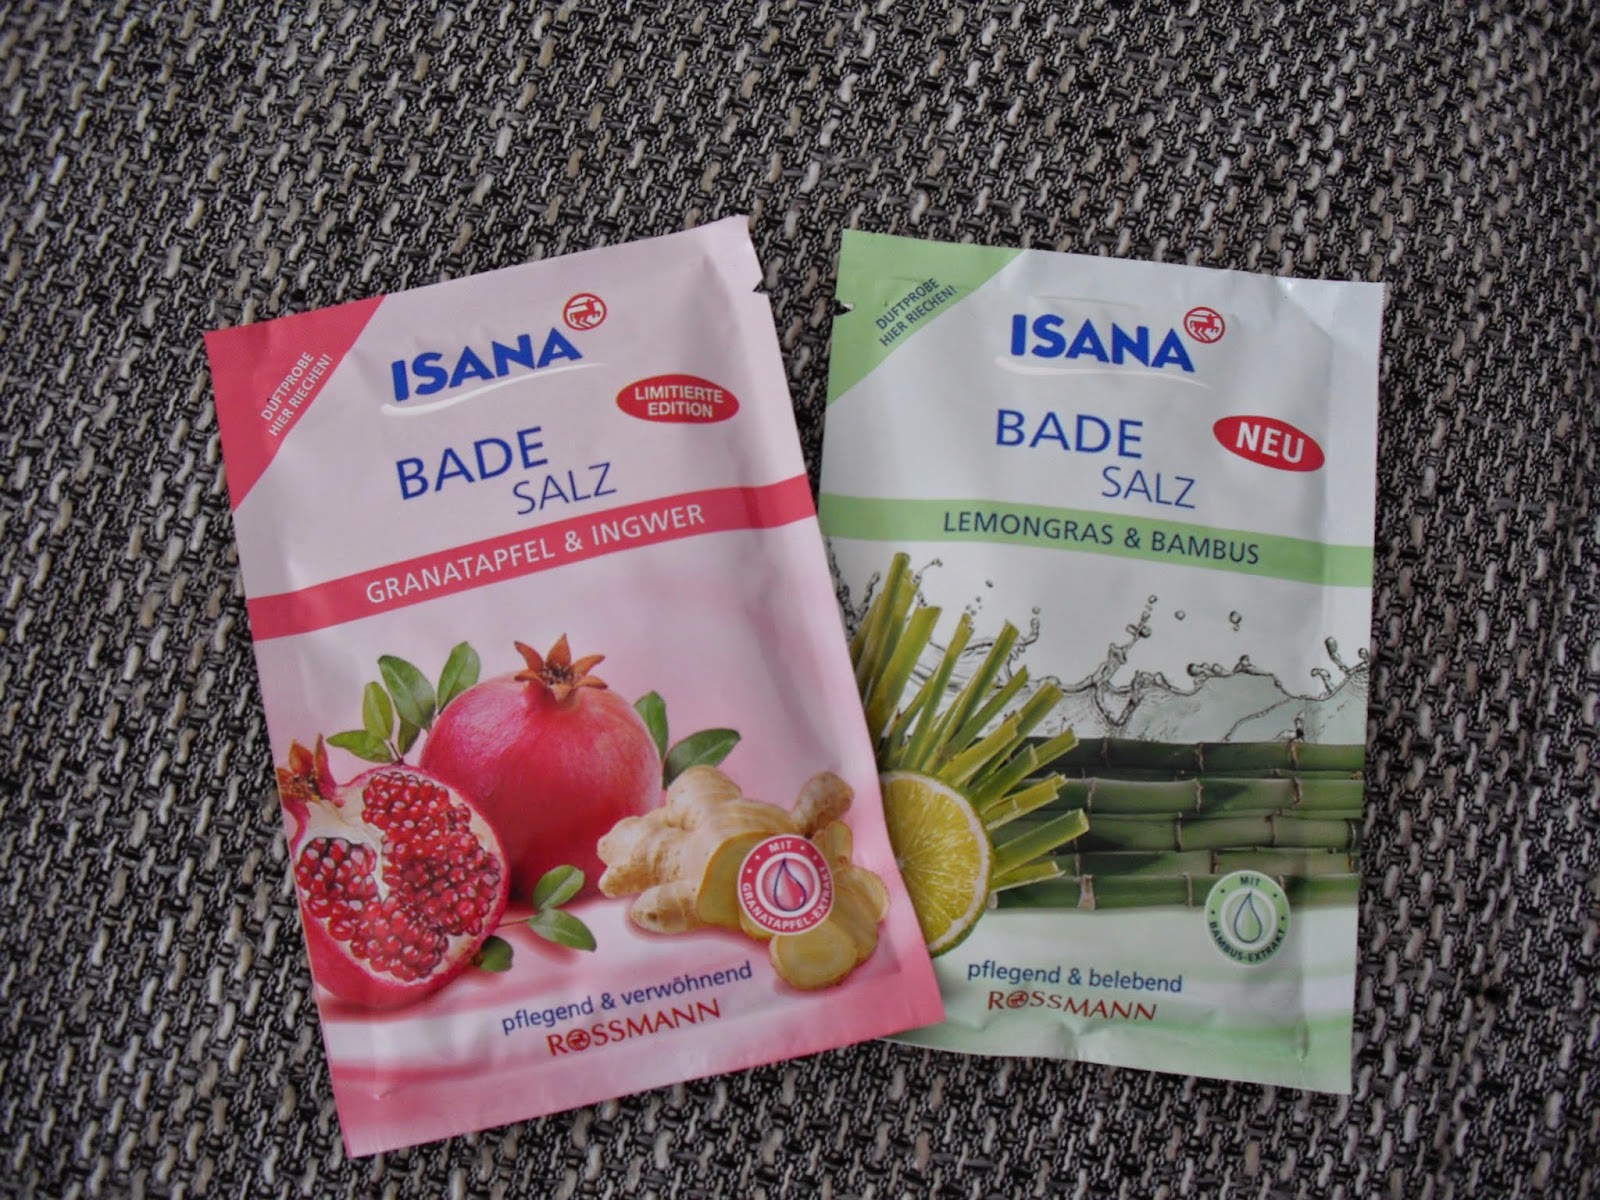 DUFTPROBE
HIER RIECHEN!
ISANA
LIMITIERTE
EDITION
BADE
SALZ
GRANATAPFEL & INGWER
MIT
GRANATAPFEL-EXTRAKT
pflegend & verwöhnend
ROSSMANN
DUFTPROBE
HIER RIECHEN!
ISANA
BADE
SALZ
NEU
LEMONGRAS & BAMBUS
MIT
BAMBUS-EXTRAKT
pflegend & belebend
ROSSMANN